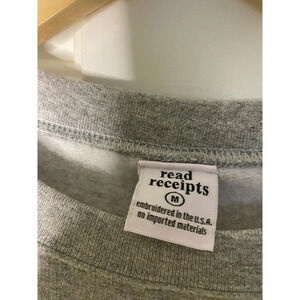 read
receipts
M
embroidered in the U.S.A.
on imported materials